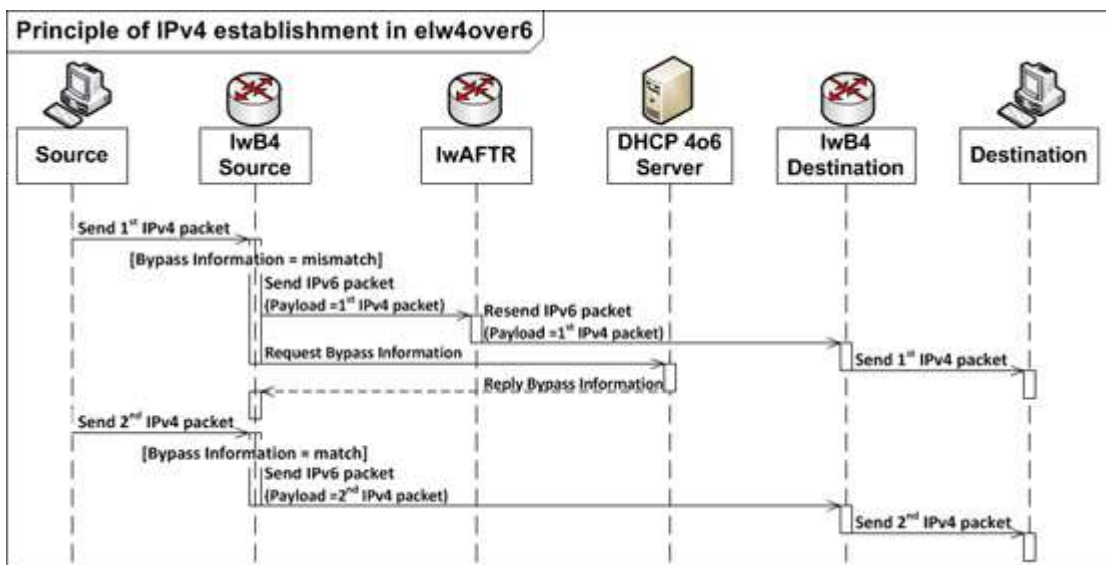 Principle of IPv4 establishment in elw4over6
Source
lwB4
Source
lwAFTR
DHCP 4o6
Server
lwB4
Destination
Destination
Send 1st IPv4 packet
[Bypass Information = mismatch]
Send IPv6 packet
(Payload =1st IPv4 packet)
Resend IPv6 packet
(Payload =1st IPv4 packet)
Request Bypass Information
Send 1st IPv4 packet
Reply Bypass Information
Send 2nd IPv4 packet
[Bypass Information = match]
Send IPv6 packet
(Payload =2nd IPv4 packet)
Send 2nd IPv4 packet